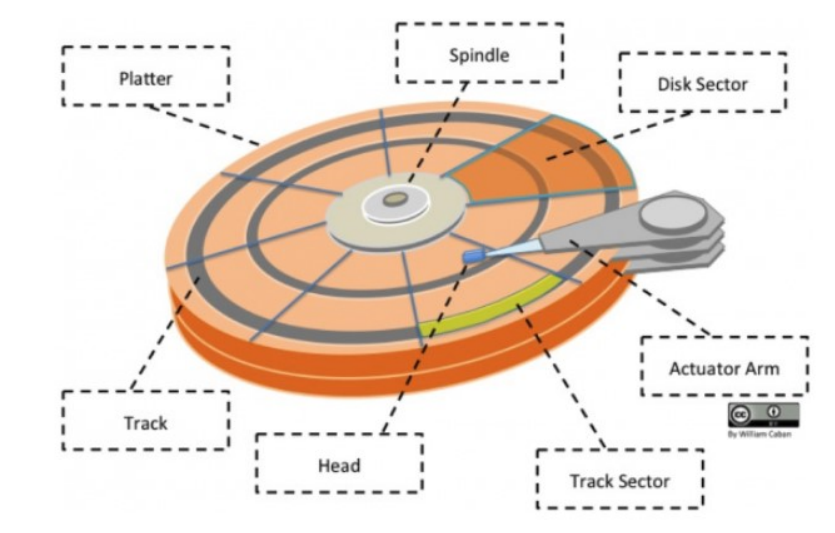 Spindle
Platter
Disk Sector
Actuator Arm
Track
Head
Track Sector
cc
BY
By William Caban